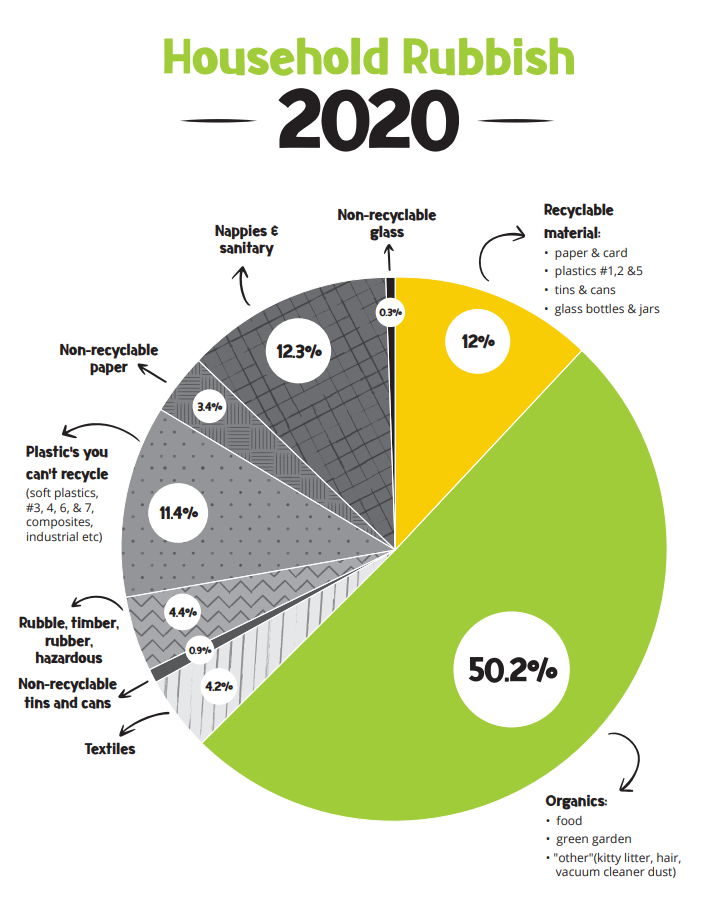 Household Rubbish
2020
Non-recyclable
glass
Nappies &
sanitary
Recyclable
material:
• paper & card
• plastics #1,2 &5
• tins & cans
• glass bottles & jars
0.3%
12%
12.3%
Non-recyclable
paper
3.4%
Plastic's you
can't recycle
(soft plastics,
#3, 4, 6, & 7,
composites,
industrial etc)
11.4%
Rubble, timber,
rubber,
hazardous
4.4%
0.9%
Non-recyclable
tins and cans
4.2%
Textiles
50.2%
Organics:
• food
• green garden
• "other"(kitty litter, hair,
vacuum cleaner dust)